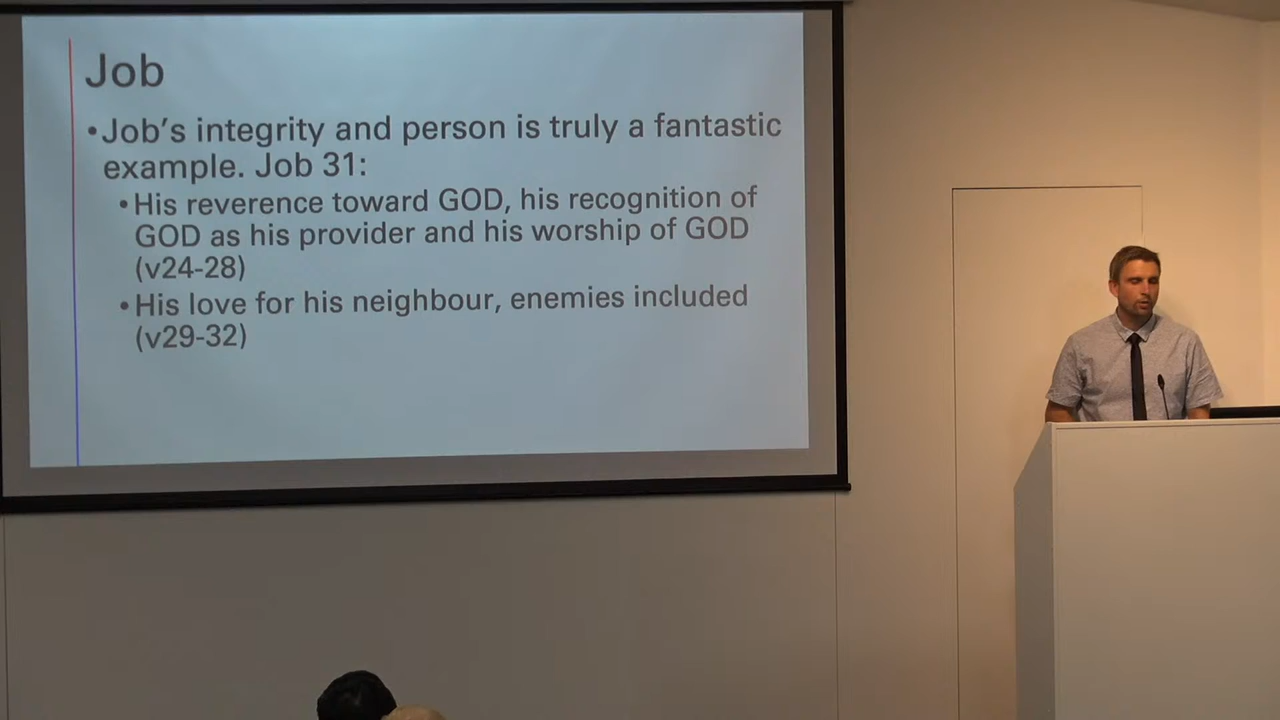 Job
•Job's integrity and person is truly a fantastic
example. Job 31:
•His reverence toward GOD, his recognition of
GOD as his provider and his worship of GOD
(v24-28)
•His love for his neighbour, enemies included
(v29-32)